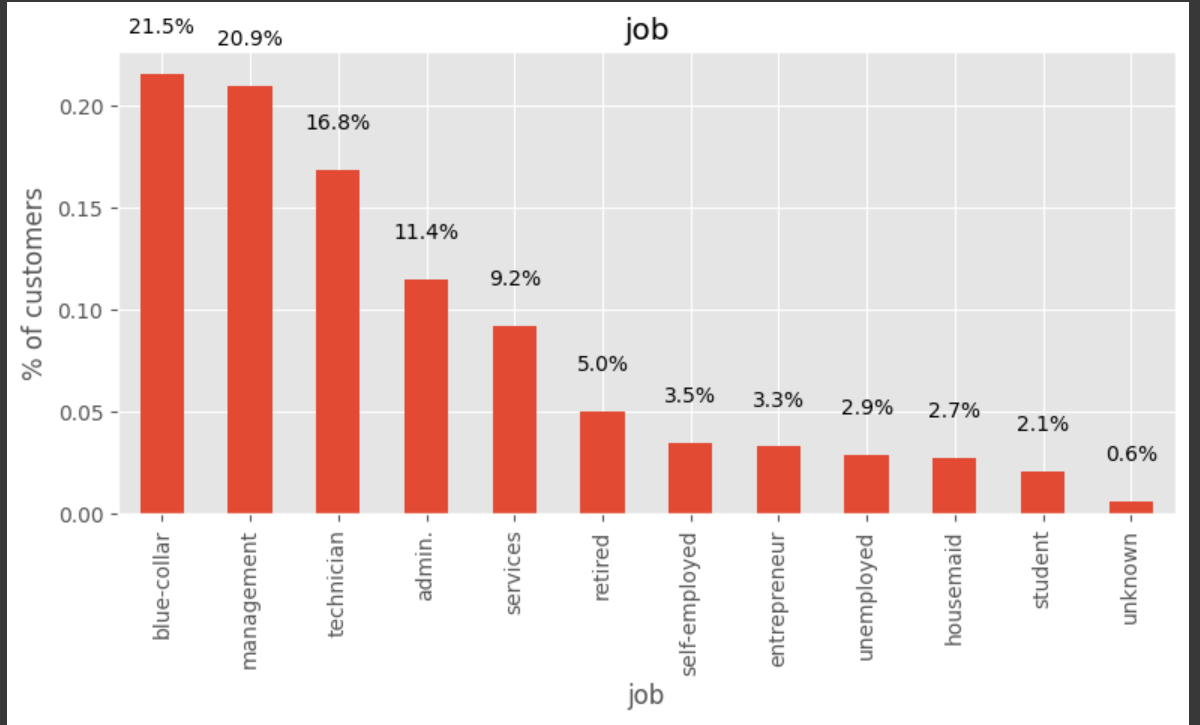 job
21.5%
20.9%
16.8%
11.4%
9.2%
5.0%
3.5%
3.3%
2.9%
2.7%
2.1%
0.6%
% of customers
0.20
0.15
0.10
0.05
0.00
blue-collar
management
technician
admin.
services
retired
self-employed
entrepreneur
unemployed
housemaid
student
unknown
job